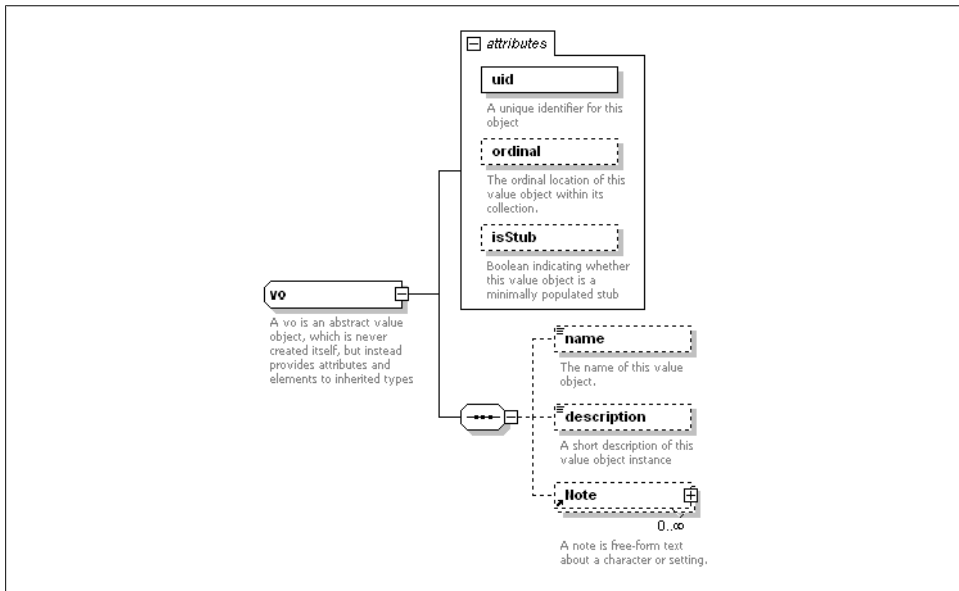 attributes
uid
A unique identifier for this
object
ordinal
The ordinal location of this
value object within its
collection.
isStub
Boolean indicating whether
this value object is a
minimally populated stub
vo
A vo is an abstract value
object, which is never
created itself, but instead
provides attributes and
elements to inherited types
name
The name of this value
object.
description
A short description of this
value object instance
Note
0..∞
A note is free-form text
about a character or setting.